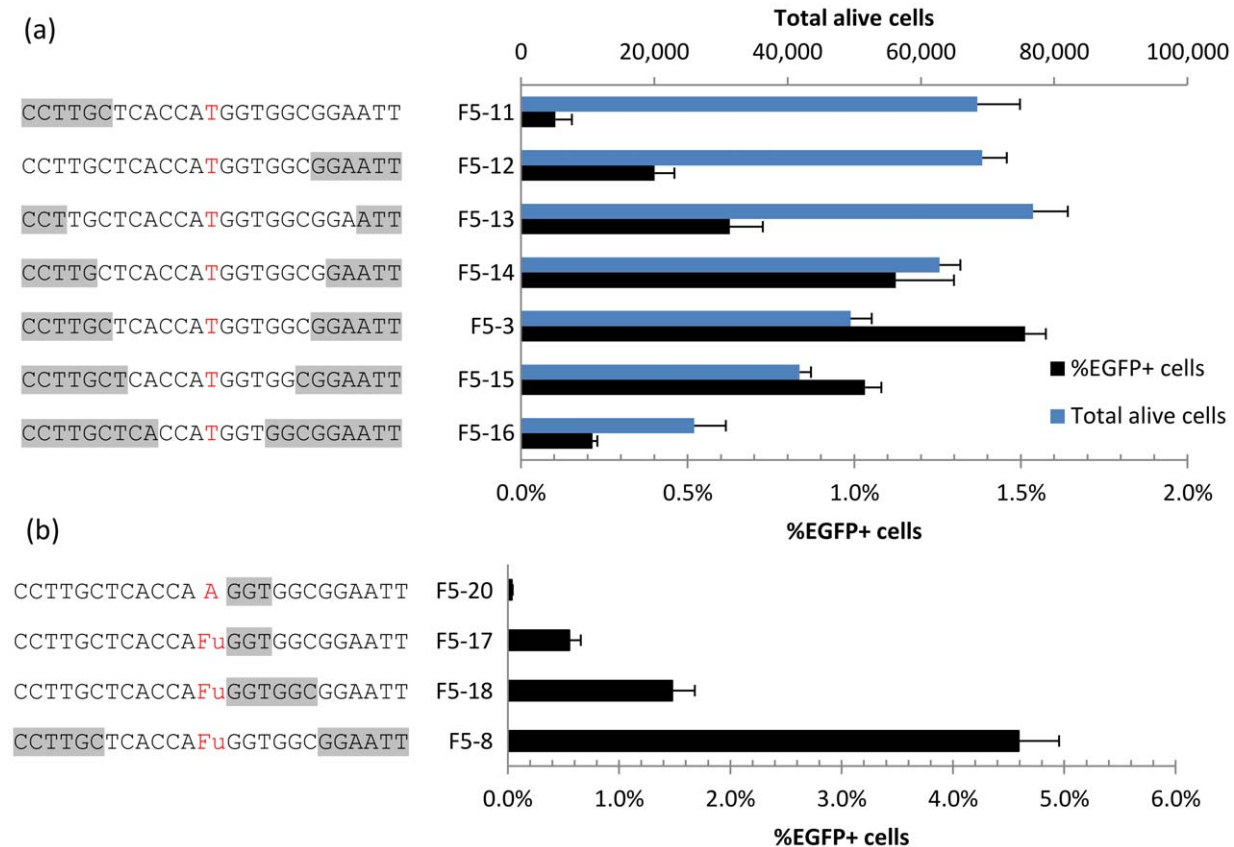 (a)
Total alive cells
0 20,000 40,000 60,000 80,000 100,000
CCTTGCTCACCATGGTGGCGGAATT F5-11
CCTTGCTCACCATGGTGGCGGAATT F5-12
CCTTGCTCACCATGGTGGCGGAATT F5-13
CCTTGCTCACCATGGTGGCGGAATT F5-14
CCTTGCTCACCATGGTGGCGGAATT F5-3
%EGFP+ cells
CCTTGCTCACCATGGTGGCGGAATT F5-15
Total alive cells
CCTTGCTCACCATGGTGGCGGAATT F5-16
0.0% 0.5% 1.0% 1.5% 2.0%
%EGFP+ cells
(b)
CCTTGCTCACCA A GGTGGCGGAATT F5-20
CCTTGCTCACCAFuGGTGGCGGAATT F5-17
CCTTGCTCACCAFuGGTGGCGGAATT F5-18
CCTTGCTCACCAFuGGTGGCGGAATT F5-8
0.0% 1.0% 2.0% 3.0% 4.0% 5.0% 6.0%
%EGFP+ cells